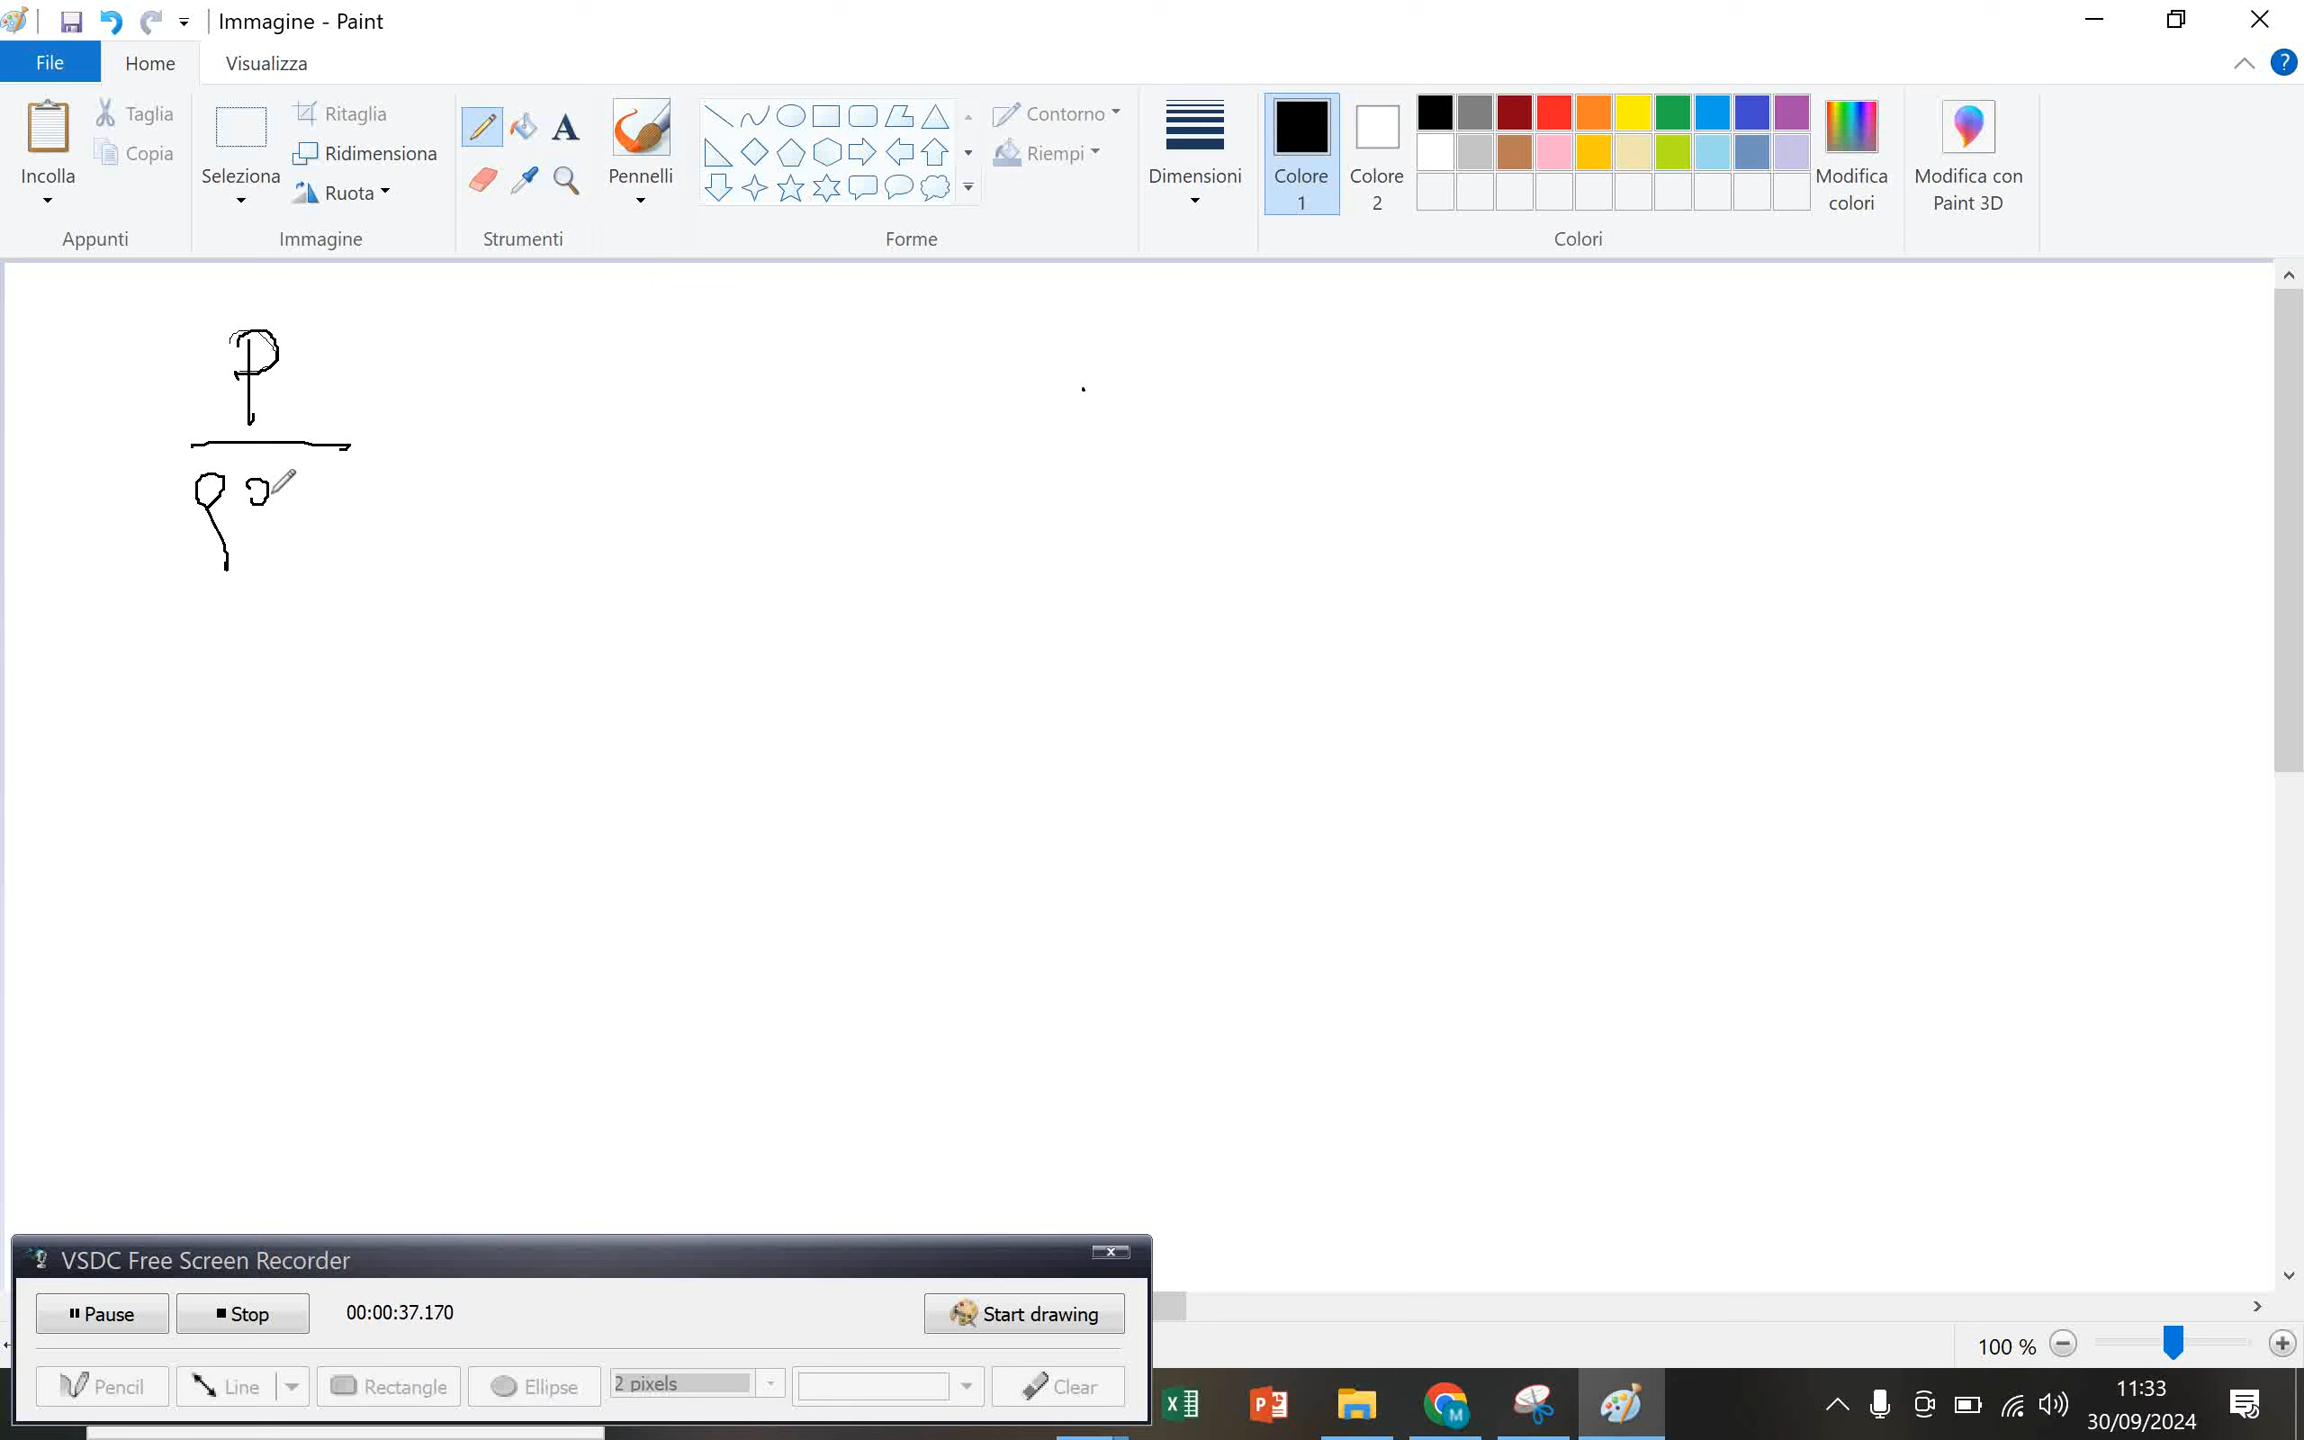 Immagine - Paint
File Home Visualizza
Incolla Taglia Copia Appunti
Seleziona Ritaglia Ridimensiona Ruota Immagine
Strumenti
Pennelli
Forme Contorno Riempi
Dimensioni
Colore 1 Colore 2 Modifica colori Colori
Modifica con Paint 3D
P
VSDC Free Screen Recorder
Pause Stop 00:00:37.170 Start drawing
Pencil Line Rectangle Ellipse 2 pixels Clear
100 %
11:33
30/09/2024